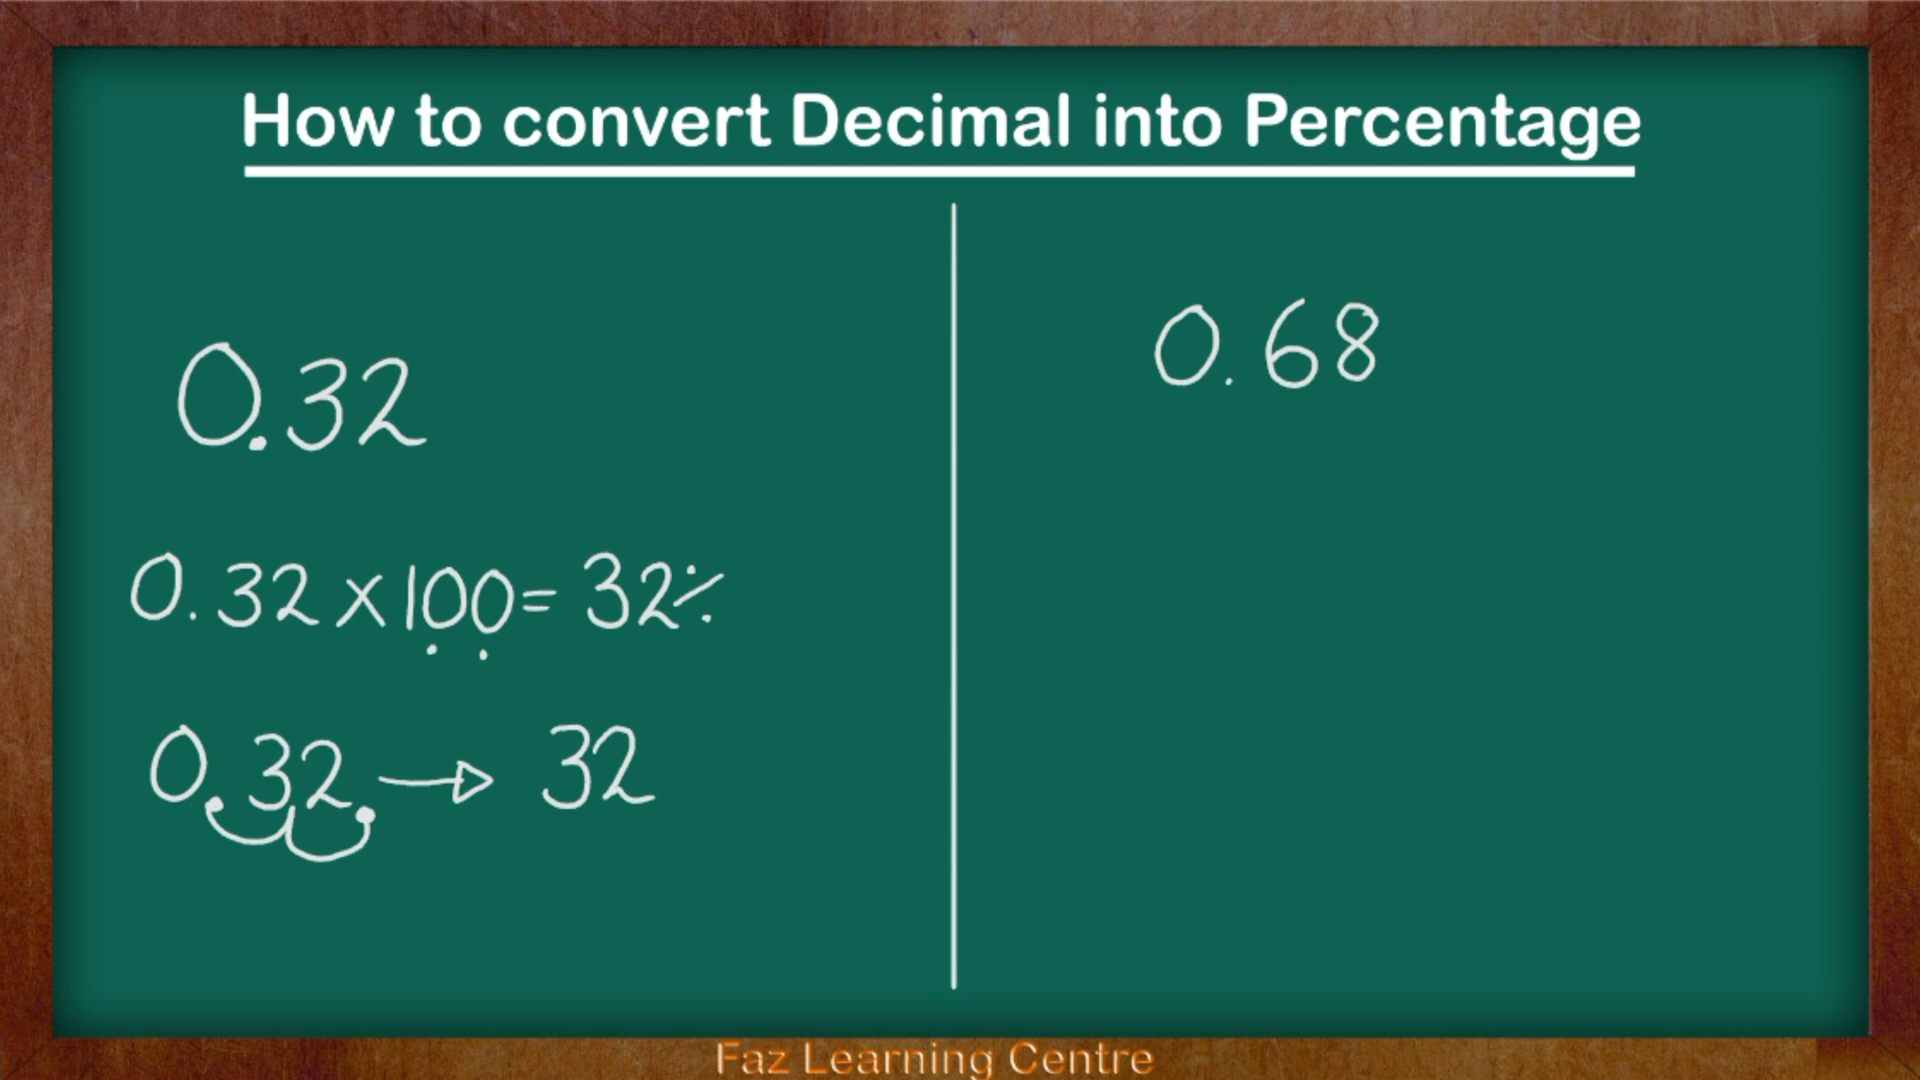 How to convert Decimal into Percentage
0.32
0.32 x 100 = 32%
0.32. → 32
0.68
Faz Learning Centre